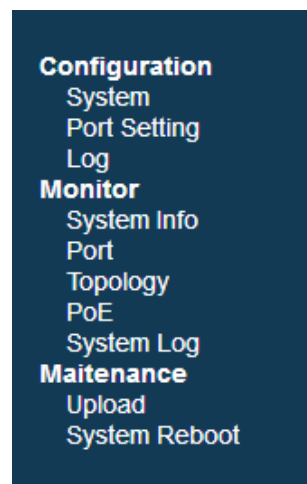 Configuration
System
Port Setting
Log
Monitor
System Info
Port
Topology
PoE
System Log
Maitenance
Upload
System Reboot